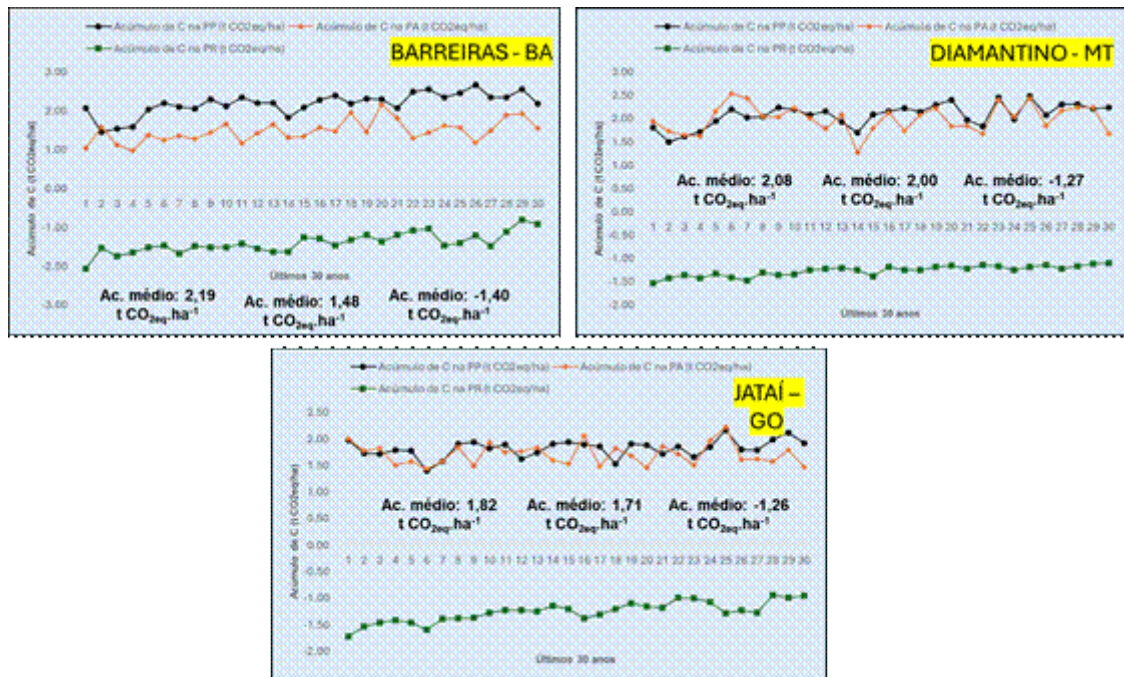 Acúmulo de C na PP (t CO2eq/ha) Acúmulo de C na PA (t CO2eq/ha)
Acúmulo de C na PR (t CO2eq/ha)
BARREIRAS - BA
Acúmulo de C (t CO2eq/ha)
3.00
2.00
1.00
0.00
-1.00
-2.00
-3.00
1 2 3 4 5 6 7 8 9 10 11 12 13 14 15 16 17 18 19 20 21 22 23 24 25 26 27 28 29 30
Últimos 30 anos
Ac. médio: 2,19
t CO2eq.ha-1
Ac. médio: 1,48
t CO2eq.ha-1
Ac. médio: -1,40
t CO2eq.ha-1
Acúmulo de C na PP (t CO2eq/ha) Acúmulo de C na PA (t CO2eq/ha)
Acúmulo de C na PR (t CO2eq/ha)
DIAMANTINO - MT
Acúmulo de C (t CO2eq/ha)
3.00
2.50
2.00
1.50
1.00
0.50
0.00
-0.50
-1.00
-1.50
-2.00
Ac. médio: 2,08
t CO2eq.ha-1
Ac. médio: 2,00
t CO2eq.ha-1
Ac. médio: -1,27
t CO2eq.ha-1
1 2 3 4 5 6 7 8 9 10 11 12 13 14 15 16 17 18 19 20 21 22 23 24 25 26 27 28 29 30
Últimos 30 anos
Acúmulo de C na PP (t CO2eq/ha) Acúmulo de C na PA (t CO2eq/ha)
Acúmulo de C na PR (t CO2eq/ha)
JATAÍ –
GO
Acúmulo de C (t CO2eq/ha)
2.50
2.00
1.50
1.00
0.50
0.00
-0.50
-1.00
-1.50
-2.00
Ac. médio: 1,82
t CO2eq.ha-1
Ac. médio: 1,71
t CO2eq.ha-1
Ac. médio: -1,26
t CO2eq.ha-1
1 2 3 4 5 6 7 8 9 10 11 12 13 14 15 16 17 18 19 20 21 22 23 24 25 26 27 28 29 30
Últimos 30 anos